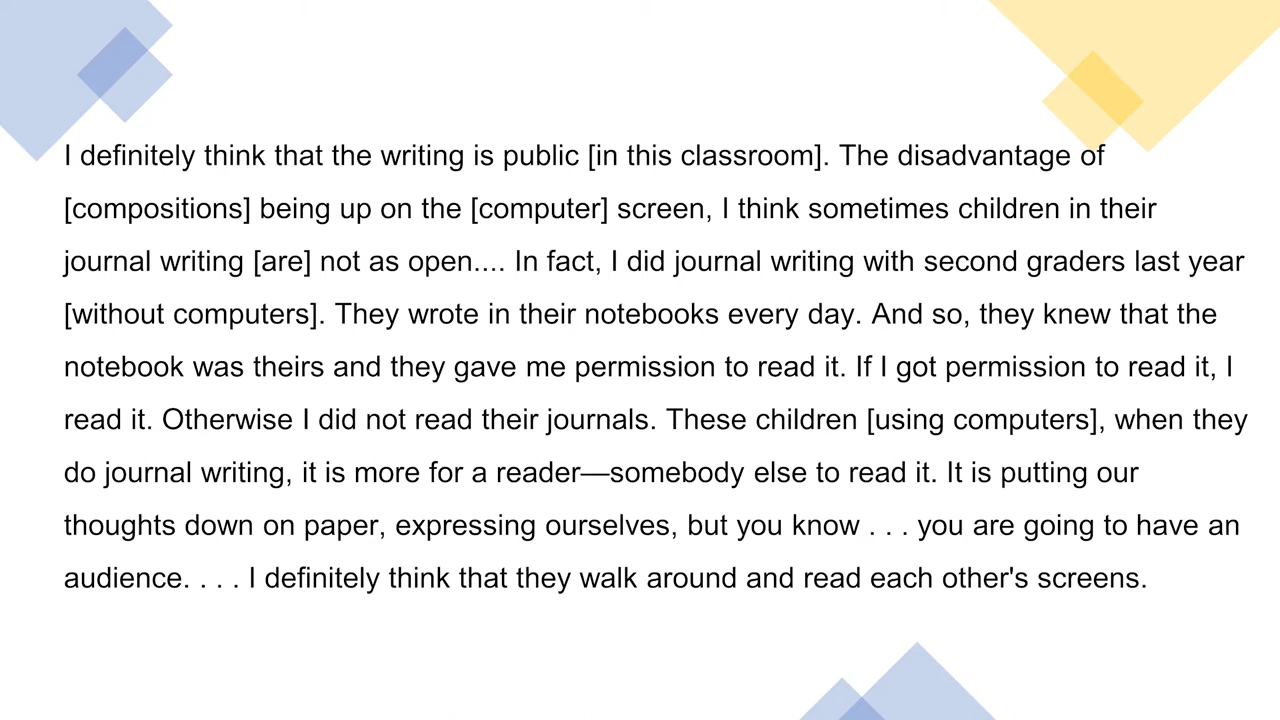 I definitely think that the writing is public [in this classroom]. The disadvantage of
[compositions] being up on the [computer] screen, I think sometimes children in their
journal writing [are] not as open.... In fact, I did journal writing with second graders last year
[without computers]. They wrote in their notebooks every day. And so, they knew that the
notebook was theirs and they gave me permission to read it. If I got permission to read it, I
read it. Otherwise I did not read their journals. These children [using computers], when they
do journal writing, it is more for a reader—somebody else to read it. It is putting our
thoughts down on paper, expressing ourselves, but you know . . . you are going to have an
audience. . . . I definitely think that they walk around and read each other's screens.